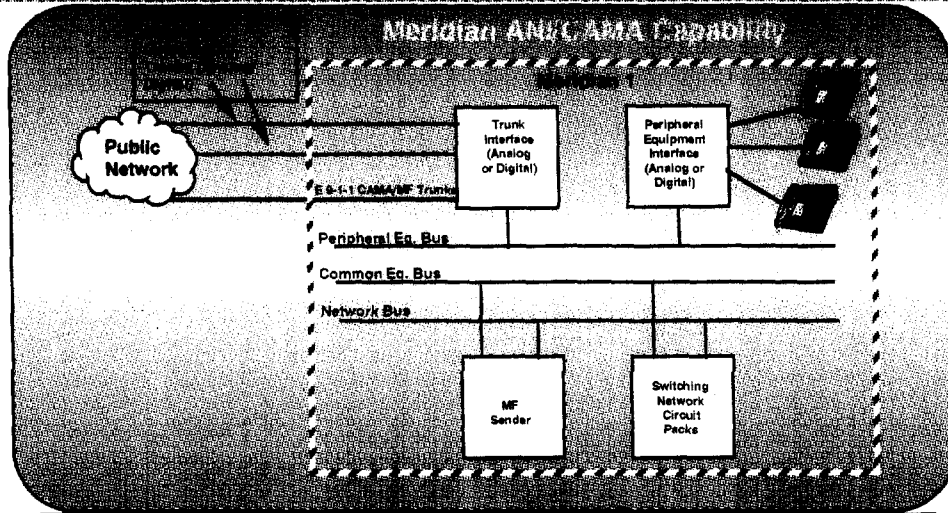 Meridian ANI/CAMA Capability
Meridian 1
Public
Network
Trunk
Interface
(Analog
or Digital)
Peripheral
Equipment
Interface
(Analog or
Digital)
E 9-1-1 CAMA/MF Trunks
Peripheral Eq. Bus
Common Eq. Bus
Network Bus
MF
Sender
Switching
Network
Circuit
Packs